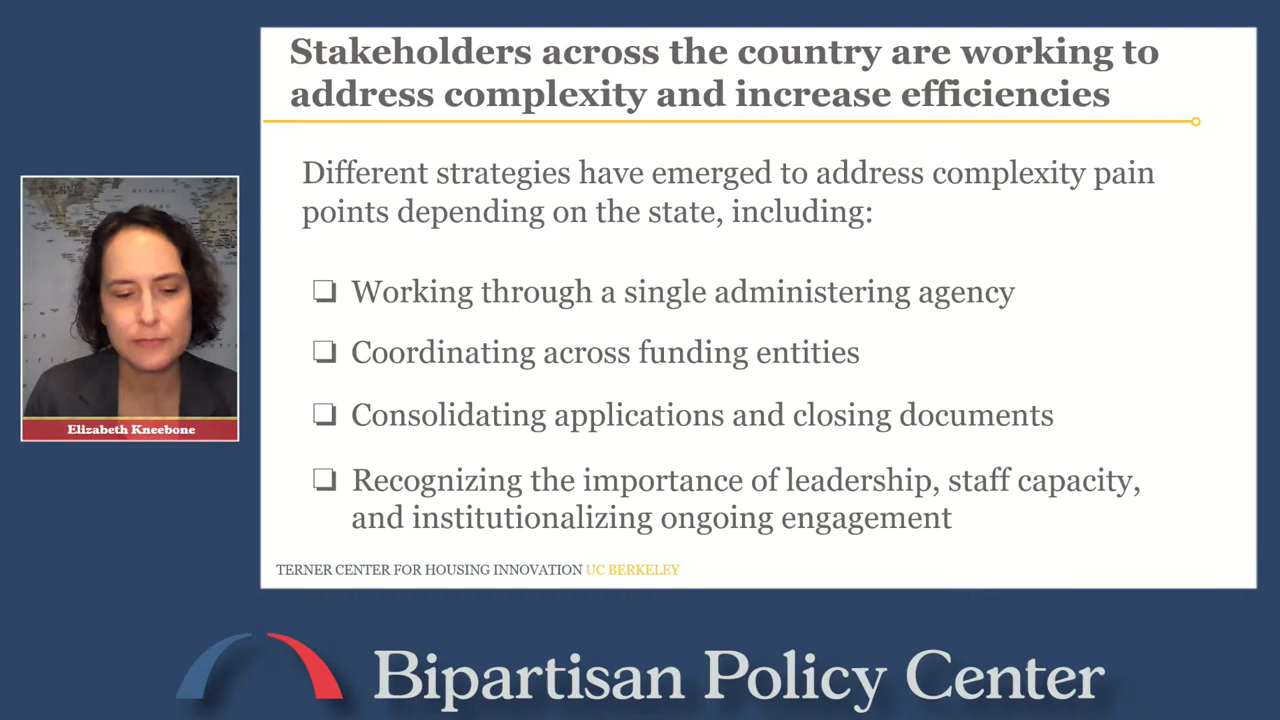 Stakeholders across the country are working to
address complexity and increase efficiencies
Different strategies have emerged to address complexity pain
points depending on the state, including:
❏ Working through a single administering agency
❏ Coordinating across funding entities
❏ Consolidating applications and closing documents
❏ Recognizing the importance of leadership, staff capacity,
and institutionalizing ongoing engagement
TERNER CENTER FOR HOUSING INNOVATION UC BERKELEY
Elizabeth Kneebone
Bipartisan Policy Center